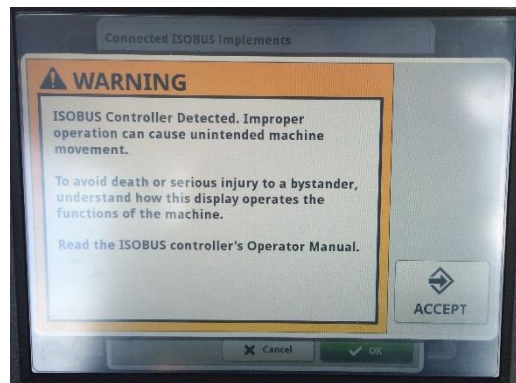 Connected ISOBUS Implements
WARNING
ISOBUS Controller Detected. Improper
operation can cause unintended machine
movement.
To avoid death or serious injury to a bystander,
understand how this display operates the
functions of the machine.
Read the ISOBUS controller's Operator Manual.
ACCEPT
Cancel
OK